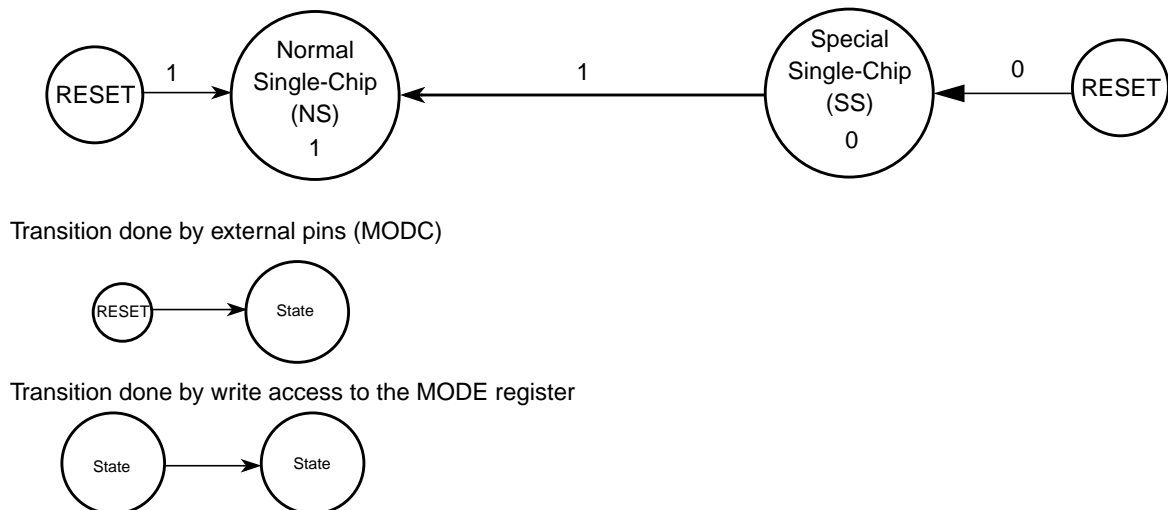 RESET
1
Normal
Single-Chip
(NS)
1
1
Special
Single-Chip
(SS)
0
0
RESET
Transition done by external pins (MODC)
RESET
State
Transition done by write access to the MODE register
State
State